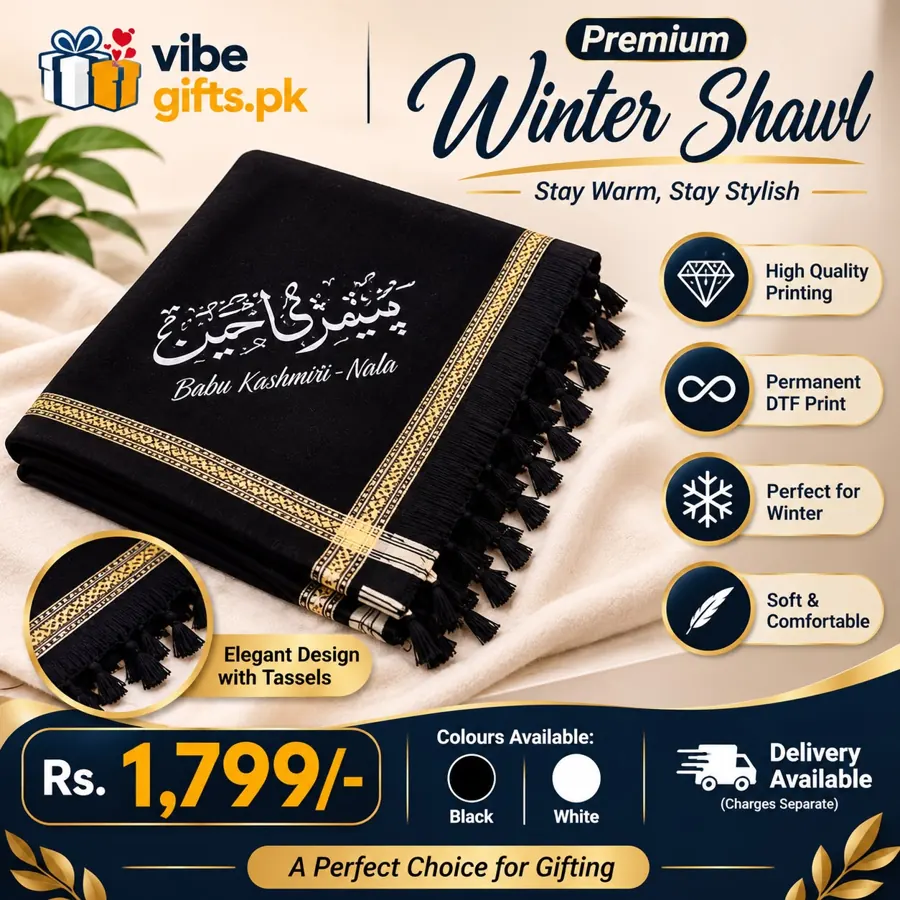 vibe
gifts.pk
Premium
Winter Shawl
Stay Warm, Stay Stylish
High Quality
Printing
Permanent
DTF Print
Perfect for
Winter
Soft &
Comfortable
Babu Kashmiri - Nala
Elegant Design
with Tassels
Rs. 1,799/-
Colours Available:
Black
White
Delivery
Available
(Charges Separate)
A Perfect Choice for Gifting